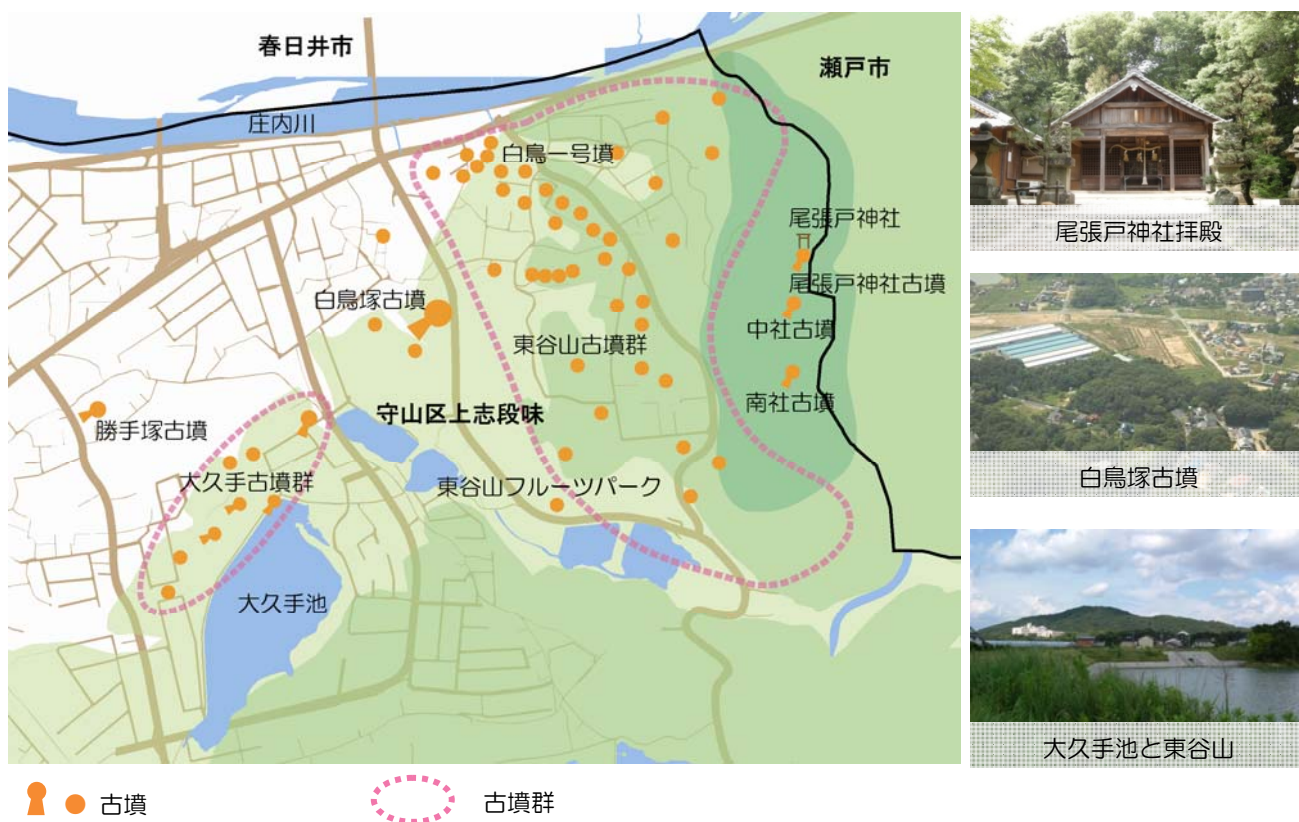 春日井市
瀬戸市
庄内川
白鳥一号墳
尾張戸神社
尾張戸神社古墳
白鳥塚古墳
中社古墳
東谷山古墳群
南社古墳
守山区上志段味
勝手塚古墳
大久手古墳群
東谷山フルーツパーク
大久手池
古墳
古墳群
尾張戸神社拝殿
白鳥塚古墳
大久手池と東谷山